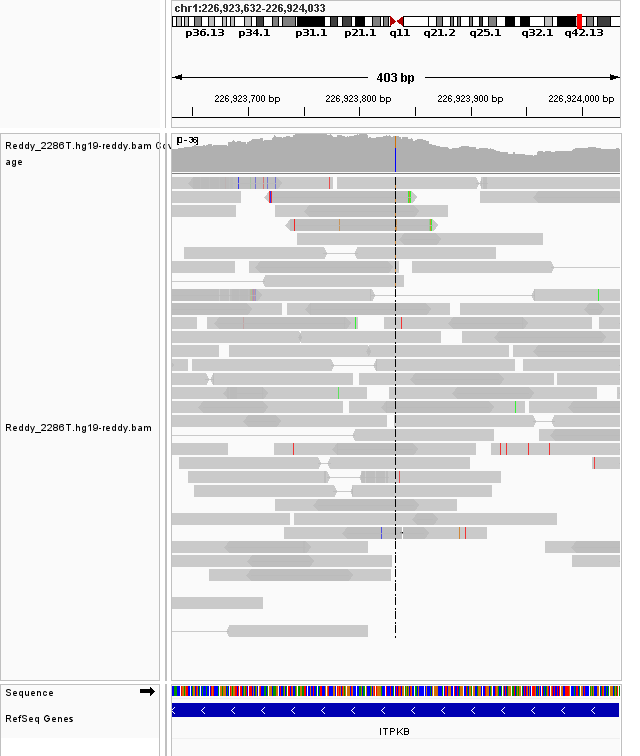 chr1:226,923,632-226,924,033
p36.13 p34.1 p31.1 p21.1 q11 q21.2 q25.1 q32.1 q42.13
403 bp
226,923,700 bp 226,923,800 bp 226,923,900 bp 226,924,000 bp
[0-36]
Reddy_2286T.hg19-reddy.bam Cov
age
Reddy_2286T.hg19-reddy.bam
Sequence
RefSeq Genes
ITPKB